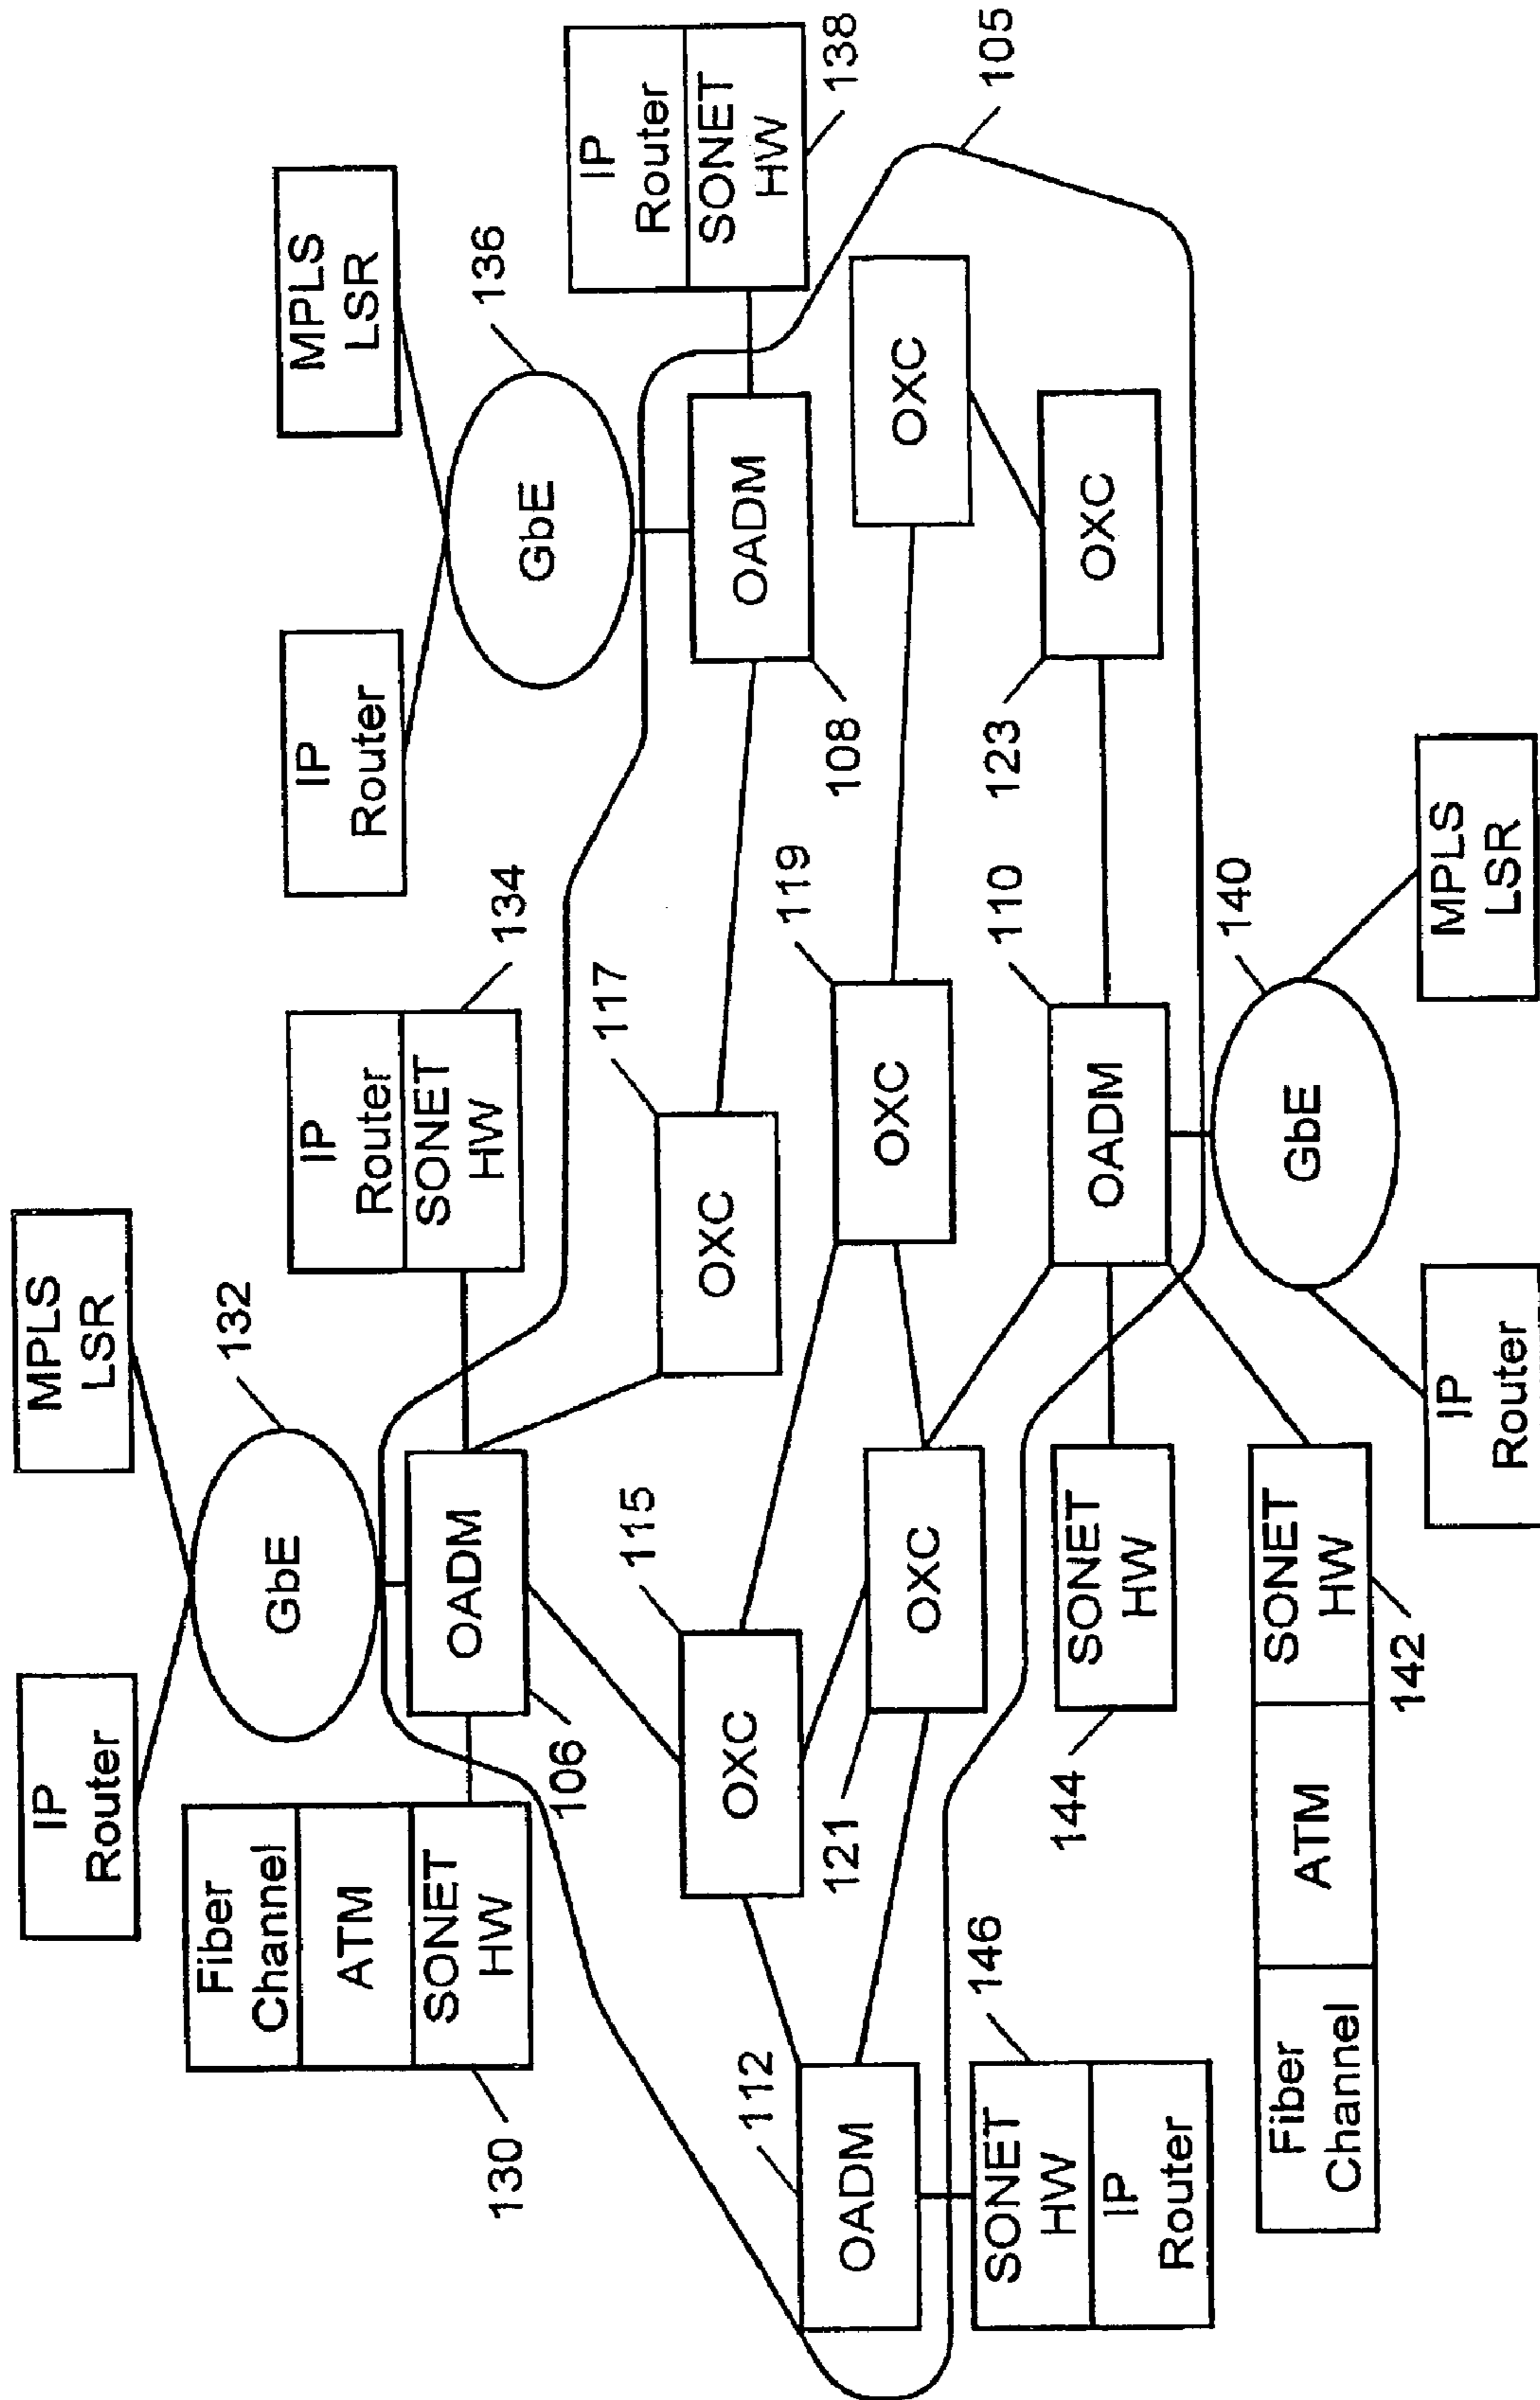 IP
Router
MPLS
LSR
GbE
132
Fiber
Channel
ATM
SONET
HW
130
OADM
106
IP
Router
SONET
HW
134
IP
Router
MPLS
LSR
GbE
136
IP
Router
SONET
HW
138
105
OADM
108
OXC
117
OXC
115
OXC
119
OXC
OADM
112
OXC
121
OADM
110
OXC
123
SONET
HW
IP
Router
146
SONET
HW
144
Fiber
Channel
ATM
SONET
HW
142
GbE
140
IP
Router
MPLS
LSR